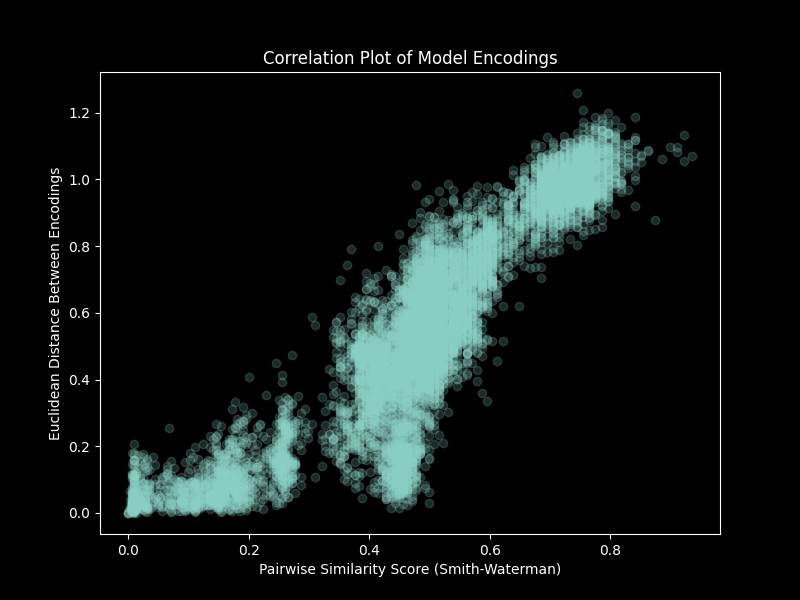 Correlation Plot of Model Encodings
Euclidean Distance Between Encodings
1.2
1.0
0.8
0.6
0.4
0.2
0.0
0.0 0.2 0.4 0.6 0.8
Pairwise Similarity Score (Smith-Waterman)